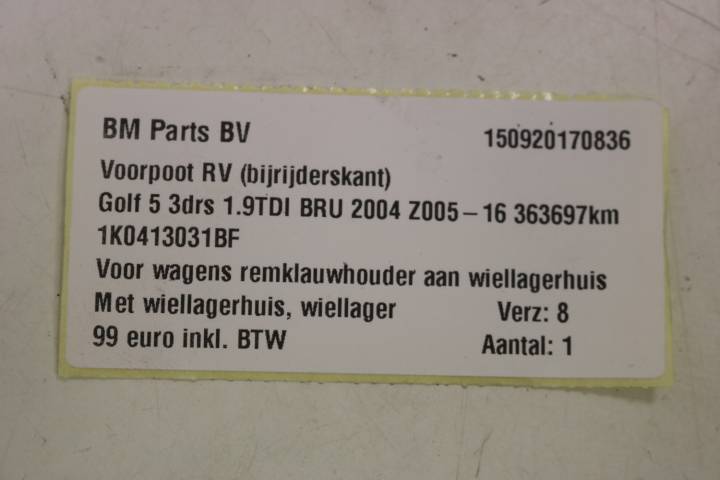 BM Parts BV 150920170836
Voorpoot RV (bijrijderskant)
Golf 5 3drs 1.9TDI BRU 2004 Z005-16 363697km
1K0413031BF
Voor wagens remklauwhouder aan wiellagerhuis
Met wiellagerhuis, wiellager Verz: 8
99 euro inkl. BTW Aantal: 1